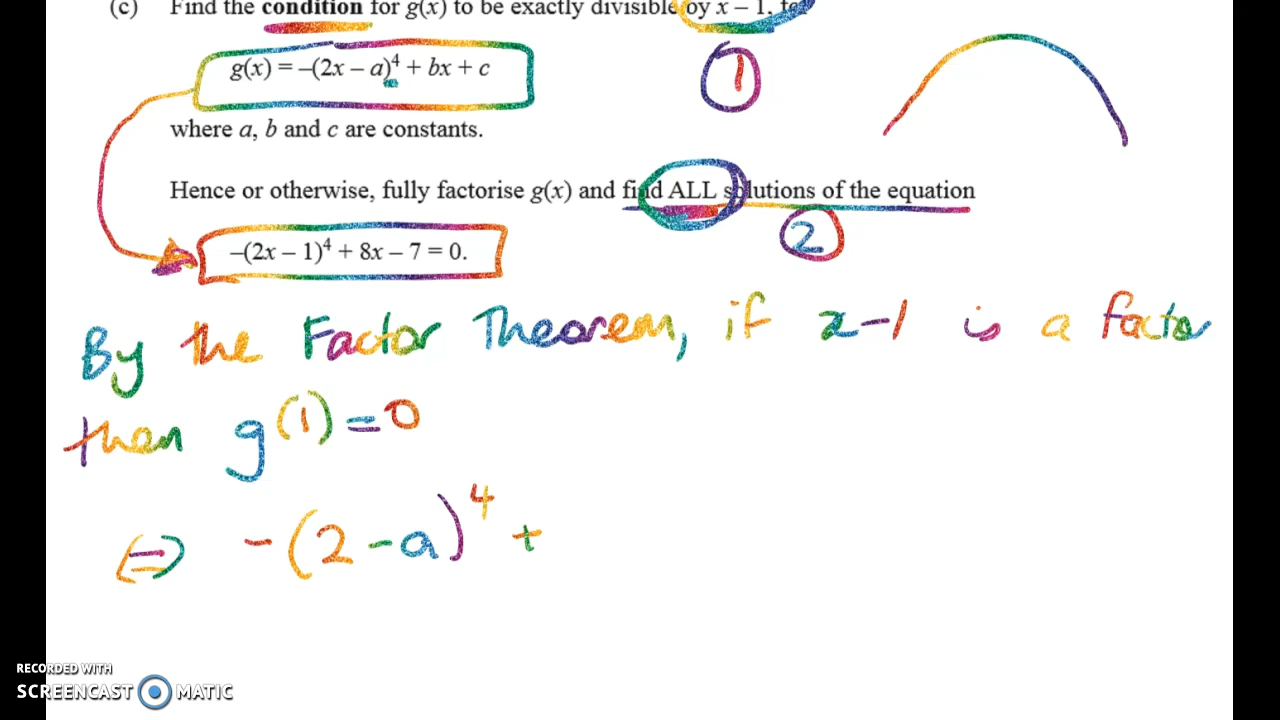 (c) Find the condition for g(x) to be exactly divisible by x – 1, for
g(x) = –(2x – a)⁴ + bx + c
1
where a, b and c are constants.
Hence or otherwise, fully factorise g(x) and find ALL solutions of the equation
2
–(2x – 1)⁴ + 8x – 7 = 0.
By the Factor Theorem, if x-1 is a factor
then g(1)=0
⇔ -(2-a)⁴ +
RECORDED WITH
SCREENCAST MATIC